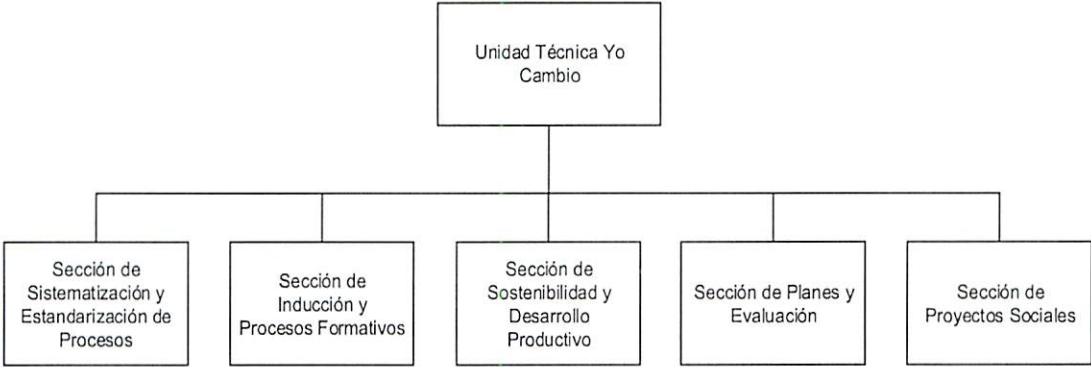 Unidad Técnica Yo
Cambio
Sección de
Sistematización y
Estandarización de
Procesos
Sección de
Inducción y
Procesos Formativos
Sección de
Sostenibilidad y
Desarrollo
Productivo
Sección de Planes y
Evaluación
Sección de
Proyectos Sociales